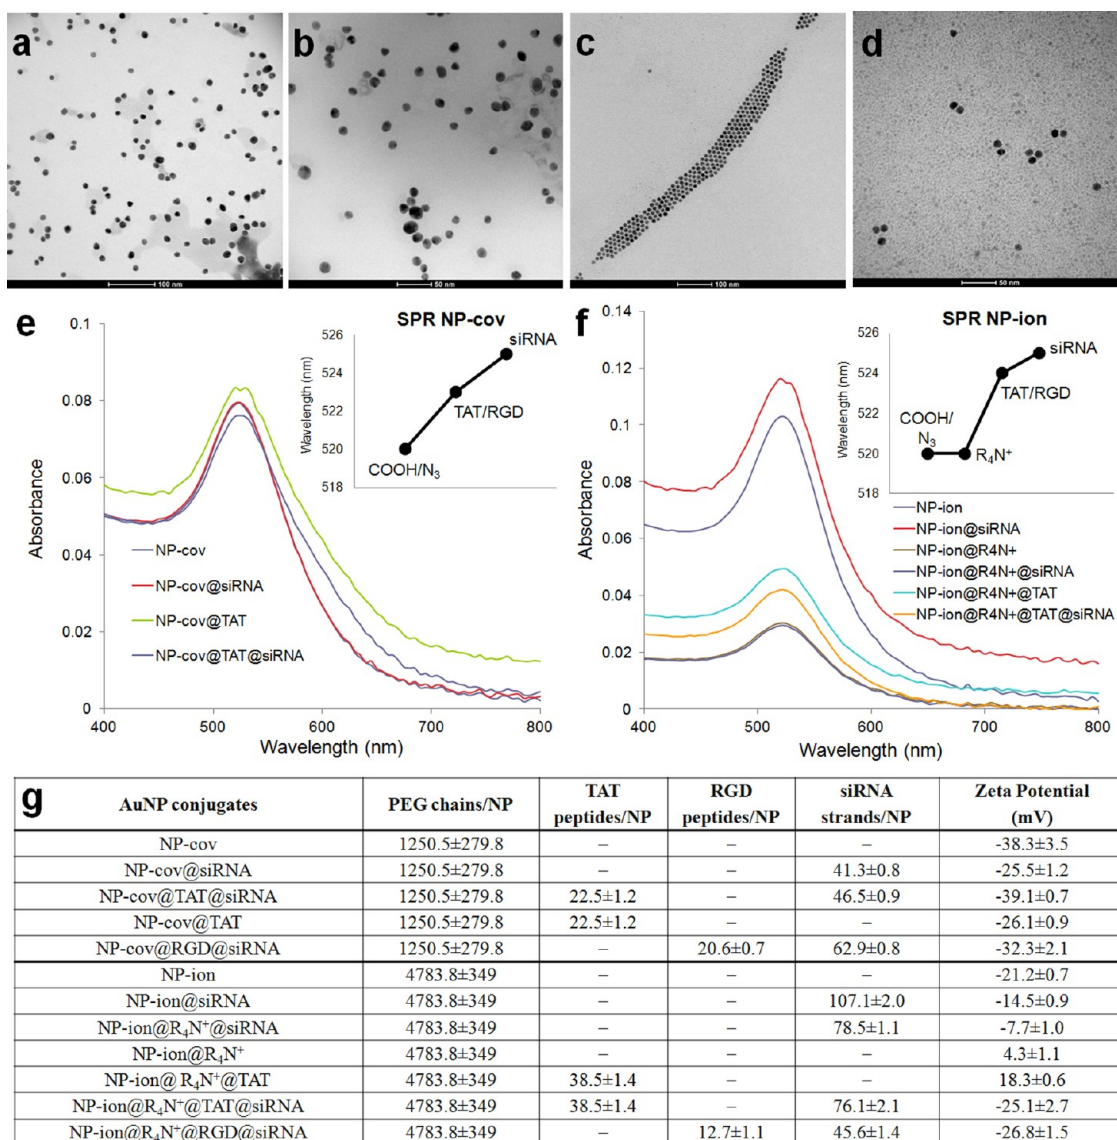 a
b
c
d
100 nm
50 nm
100 nm
50 nm
e
SPR NP-cov
0.1
0.08
0.06
0.04
0.02
0
Absorbance
400 500 600 700 800
Wavelength (nm)
526
524
522
520
518
Wavelength (nm)
siRNA
TAT/RGD
COOH/N3
NP-cov
NP-cov@siRNA
NP-cov@TAT
NP-cov@TAT@siRNA
f
SPR NP-ion
0.14
0.12
0.1
0.08
0.06
0.04
0.02
0
Absorbance
400 500 600 700 800
Wavelength (nm)
526
524
522
520
518
Wavelength (nm)
siRNA
TAT/RGD
COOH/
N3
R4N+
NP-ion
NP-ion@siRNA
NP-ion@R4N+
NP-ion@R4N+@siRNA
NP-ion@R4N+@TAT
NP-ion@R4N+@TAT@siRNA
g
AuNP conjugates PEG chains/NP TAT peptides/NP RGD peptides/NP siRNA strands/NP Zeta Potential (mV)
NP-cov 1250.5±279.8 – – – -38.3±3.5
NP-cov@siRNA 1250.5±279.8 – – 41.3±0.8 -25.5±1.2
NP-cov@TAT@siRNA 1250.5±279.8 22.5±1.2 – 46.5±0.9 -39.1±0.7
NP-cov@TAT 1250.5±279.8 22.5±1.2 – – -26.1±0.9
NP-cov@RGD@siRNA 1250.5±279.8 – 20.6±0.7 62.9±0.8 -32.3±2.1
NP-ion 4783.8±349 – – – -21.2±0.7
NP-ion@siRNA 4783.8±349 – – 107.1±2.0 -14.5±0.9
NP-ion@R4N+@siRNA 4783.8±349 – – 78.5±1.1 -7.7±1.0
NP-ion@R4N+ 4783.8±349 – – – 4.3±1.1
NP-ion@ R4N+@TAT 4783.8±349 38.5±1.4 – – 18.3±0.6
NP-ion@R4N+@TAT@siRNA 4783.8±349 38.5±1.4 – 76.1±2.1 -25.1±2.7
NP-ion@R4N+@RGD@siRNA 4783.8±349 – 12.7±1.1 45.6±1.4 -26.8±1.5